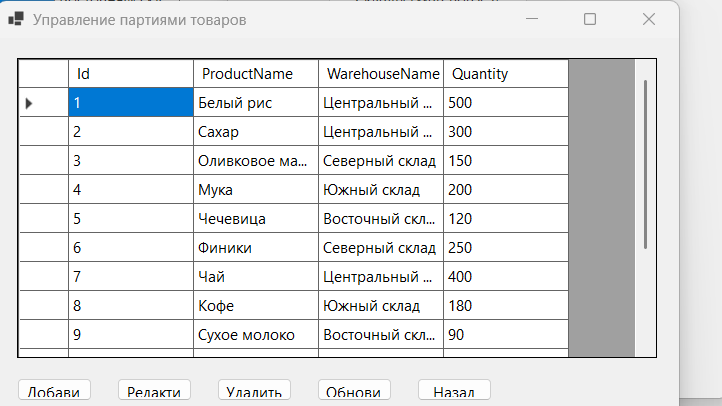 Управление партиями товаров
Id ProductName WarehouseName Quantity
1 Белый рис Центральный ... 500
2 Сахар Центральный ... 300
3 Оливковое ма... Северный склад 150
4 Мука Южный склад 200
5 Чечевица Восточный скл... 120
6 Финики Северный склад 250
7 Чай Центральный ... 400
8 Кофе Южный склад 180
9 Сухое молоко Восточный скл... 90
Добави Редакти Удалить Обнови Назад